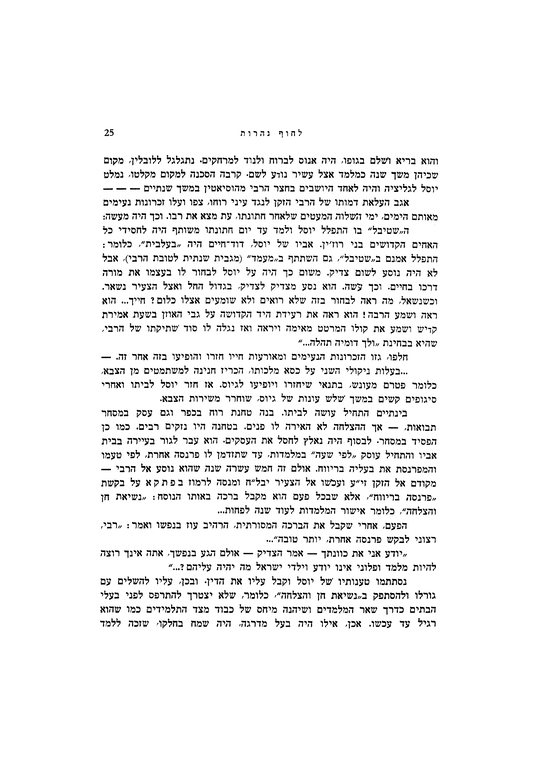 לחוף נהרות
25
והוא בריא ושלם בגופו, היה אנוס לברוח ולנוד למרחקים. נתגלגל ללובלין, מקום
שכיהן משך שנה כמלמד אצל עשיר נודע לשם. קרבה הסכנה למקום מקלטו, נמלט
יוסל לגליציה והיה לאחד היושבים בחצר הרבי מהוסיאטין במשך שנתיים" — — —
אגב העלאת דמותו של הרבי הזקן לנגד עיני רוחו, צפו ועלו זכרונות נעימים
מאותם הימים, ימי השלוה המעטים שלאחר חתונתו, עת מצא את רבו. וכך היה מעשה:
ה„שטיבל" בו התפלל יוסל ולמד עד יום חתונתו משותף היה לחסידי כל
האחים הקדושים בני רוז'ין. אביו של יוסל, דוד־חיים היה „בעלבית", כלומר:
התפלל אמנם ב„שטיבל", גם השתתף ב„מעמד" (מגבית שנתית לטובת הרבי), אבל
לא היה נוסע לשום צדיק. משום כך היה על יוסל לבחור לו בעצמו את מורה
דרכו בחיים. וכך עשה. הוא נסע מצדיק לצדיק, בגדול החל ואצל הצעיר נשאר.
וכשנשאל, מה ראה לבחור בזה שלא רואים ולא שומעים אצלו כלום? חייך... הוא
ראה ושמע הרבה! הוא ראה את רעידת היד הקדושה על גבי האוזן בשעת אמירת
קדיש ושמע את קולו המרטט מאימה ויראה ואז נגלה לו סוד שתיקתו של הרבי,
שהיא בבחינת „ולך דומיה תהלה..."
חלפו, גזו הזכרונות הנעימים ומאורעות חייו חזרו והופיעו בזה אחר זה. —
...בעלות ניקולי השני על כסא מלכותו, הכריז חנינה למשתמטים מן הצבא,
כלומר פטרם מעונש, בתנאי שיחזרו ויופיעו לגיוס. אז חזר יוסל לביתו ואחרי
סיגופים קשים במשך שלש עונות של גיוס, שוחרר משירות הצבא.
בינתיים התחיל עושה לביתו. בנה טחנת רוח בכפר וגם עסק במסחר
תבואות, — אך ההצלחה לא האירה לו פנים. בטחנה היו נזקים רבים. כמו כן
הפסיד במסחר. לבסוף היה נאלץ לחסל את העסקים. הוא עבר לגור בעיירה בבית
אביו והתחיל עוסק „לפי שעה" במלמדות, עד שתזדמן לו פרנסה אחרת, לפי טעמו
והמפרנסת את בעליה בריווח. אולם זה חמש עשרה שנה שהוא נוסע אל הרבי —
מקודם אל הזקן זי"ע ועכשו אל הצעיר יבל"ח ומנסה לרמוז בפתקא על בקשת
„פרנסה בריווח", אלא שבכל פעם הוא מקבל ברכה באותו הנוסח: „נשיאת חן
והצלחה", כלומר אישור המלמדות לעוד שנה לפחות...
הפעם, אחרי שקבל את הברכה המסורתית, הרהיב עוז בנפשו ואמר: „רבי,
רצוני לבקש פרנסה אחרת, יותר טובה"...
„יודע אני את כוונתך — אמר הצדיק — אולם הגע בנפשך, אתה אינך רוצה
להיות מלמד ופלוני אינו יודע וילדי ישראל מה יהיה עליהם?..."
נסתתמו טענותיו של יוסל וקבל עליו את הדין. ובכן, עליו להשלים עם
גורלו ולהסתפק ב„נשיאת חן והצלחה", כלומר, שלא יצטרך להתרפס לפני בעלי
הבתים כדרך שאר המלמדים ושיהנה מיחס של כבוד מצד התלמידים כמו שהוא
רגיל עד עכשו. אכן, אילו היה בעל מדרגה, היה שמח בחלקו, שזכה ללמד